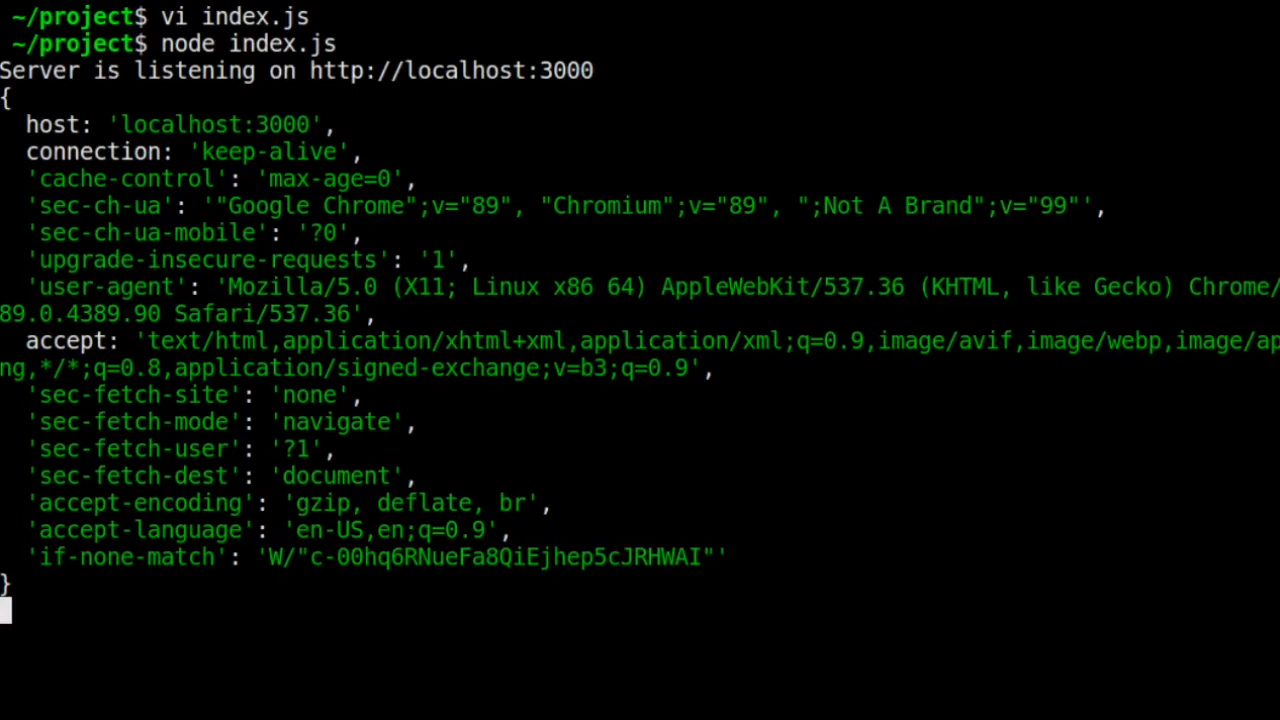 ~/project$ vi index.js
~/project$ node index.js
Server is listening on http://localhost:3000
{
  host: 'localhost:3000',
  connection: 'keep-alive',
  'cache-control': 'max-age=0',
  'sec-ch-ua': '"Google Chrome";v="89", "Chromium";v="89", ";Not A Brand";v="99"',
  'sec-ch-ua-mobile': '?0',
  'upgrade-insecure-requests': '1',
  'user-agent': 'Mozilla/5.0 (X11; Linux x86 64) AppleWebKit/537.36 (KHTML, like Gecko) Chrome/
89.0.4389.90 Safari/537.36',
  accept: 'text/html,application/xhtml+xml,application/xml;q=0.9,image/avif,image/webp,image/ap
ng,*/*;q=0.8,application/signed-exchange;v=b3;q=0.9',
  'sec-fetch-site': 'none',
  'sec-fetch-mode': 'navigate',
  'sec-fetch-user': '?1',
  'sec-fetch-dest': 'document',
  'accept-encoding': 'gzip, deflate, br',
  'accept-language': 'en-US,en;q=0.9',
  'if-none-match': 'W/"c-00hq6RNueFa8QiEjhep5cJRHWAI"'
}